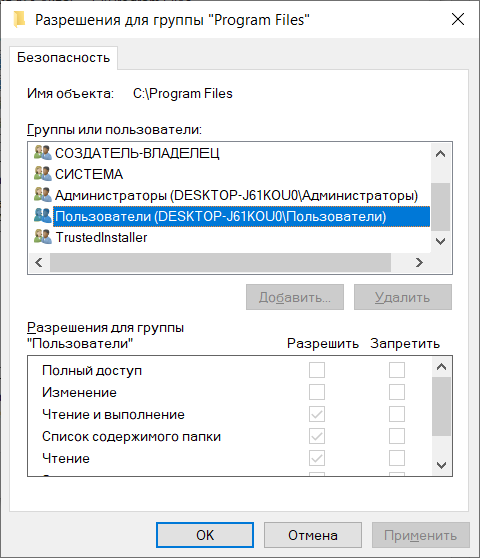 Разрешения для группы "Program Files"
Безопасность
Имя объекта: C:\Program Files
Группы или пользователи:
СОЗДАТЕЛЬ-ВЛАДЕЛЕЦ
СИСТЕМА
Администраторы (DESKTOP-J61KOU0\Администраторы)
Пользователи (DESKTOP-J61KOU0\Пользователи)
TrustedInstaller
Добавить... Удалить
Разрешения для группы
"Пользователи" Разрешить Запретить
Полный доступ
Изменение
Чтение и выполнение
Список содержимого папки
Чтение
OK Отмена Применить